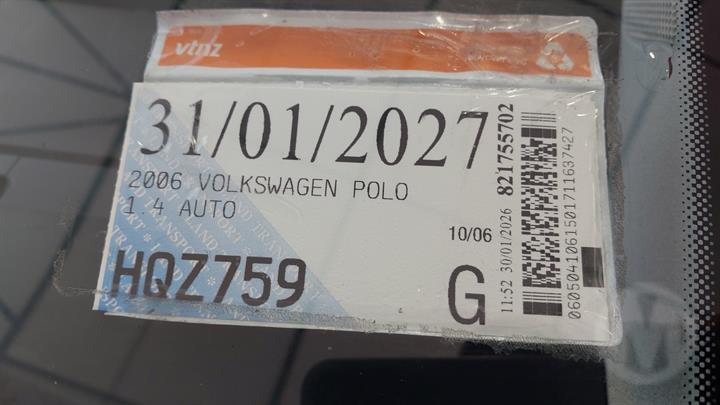 vtnz
31/01/2027
2006 VOLKSWAGEN POLO
1.4 AUTO
10/06
HQZ759
G
11:52 30/01/2026
821755702
0605041061501711637427